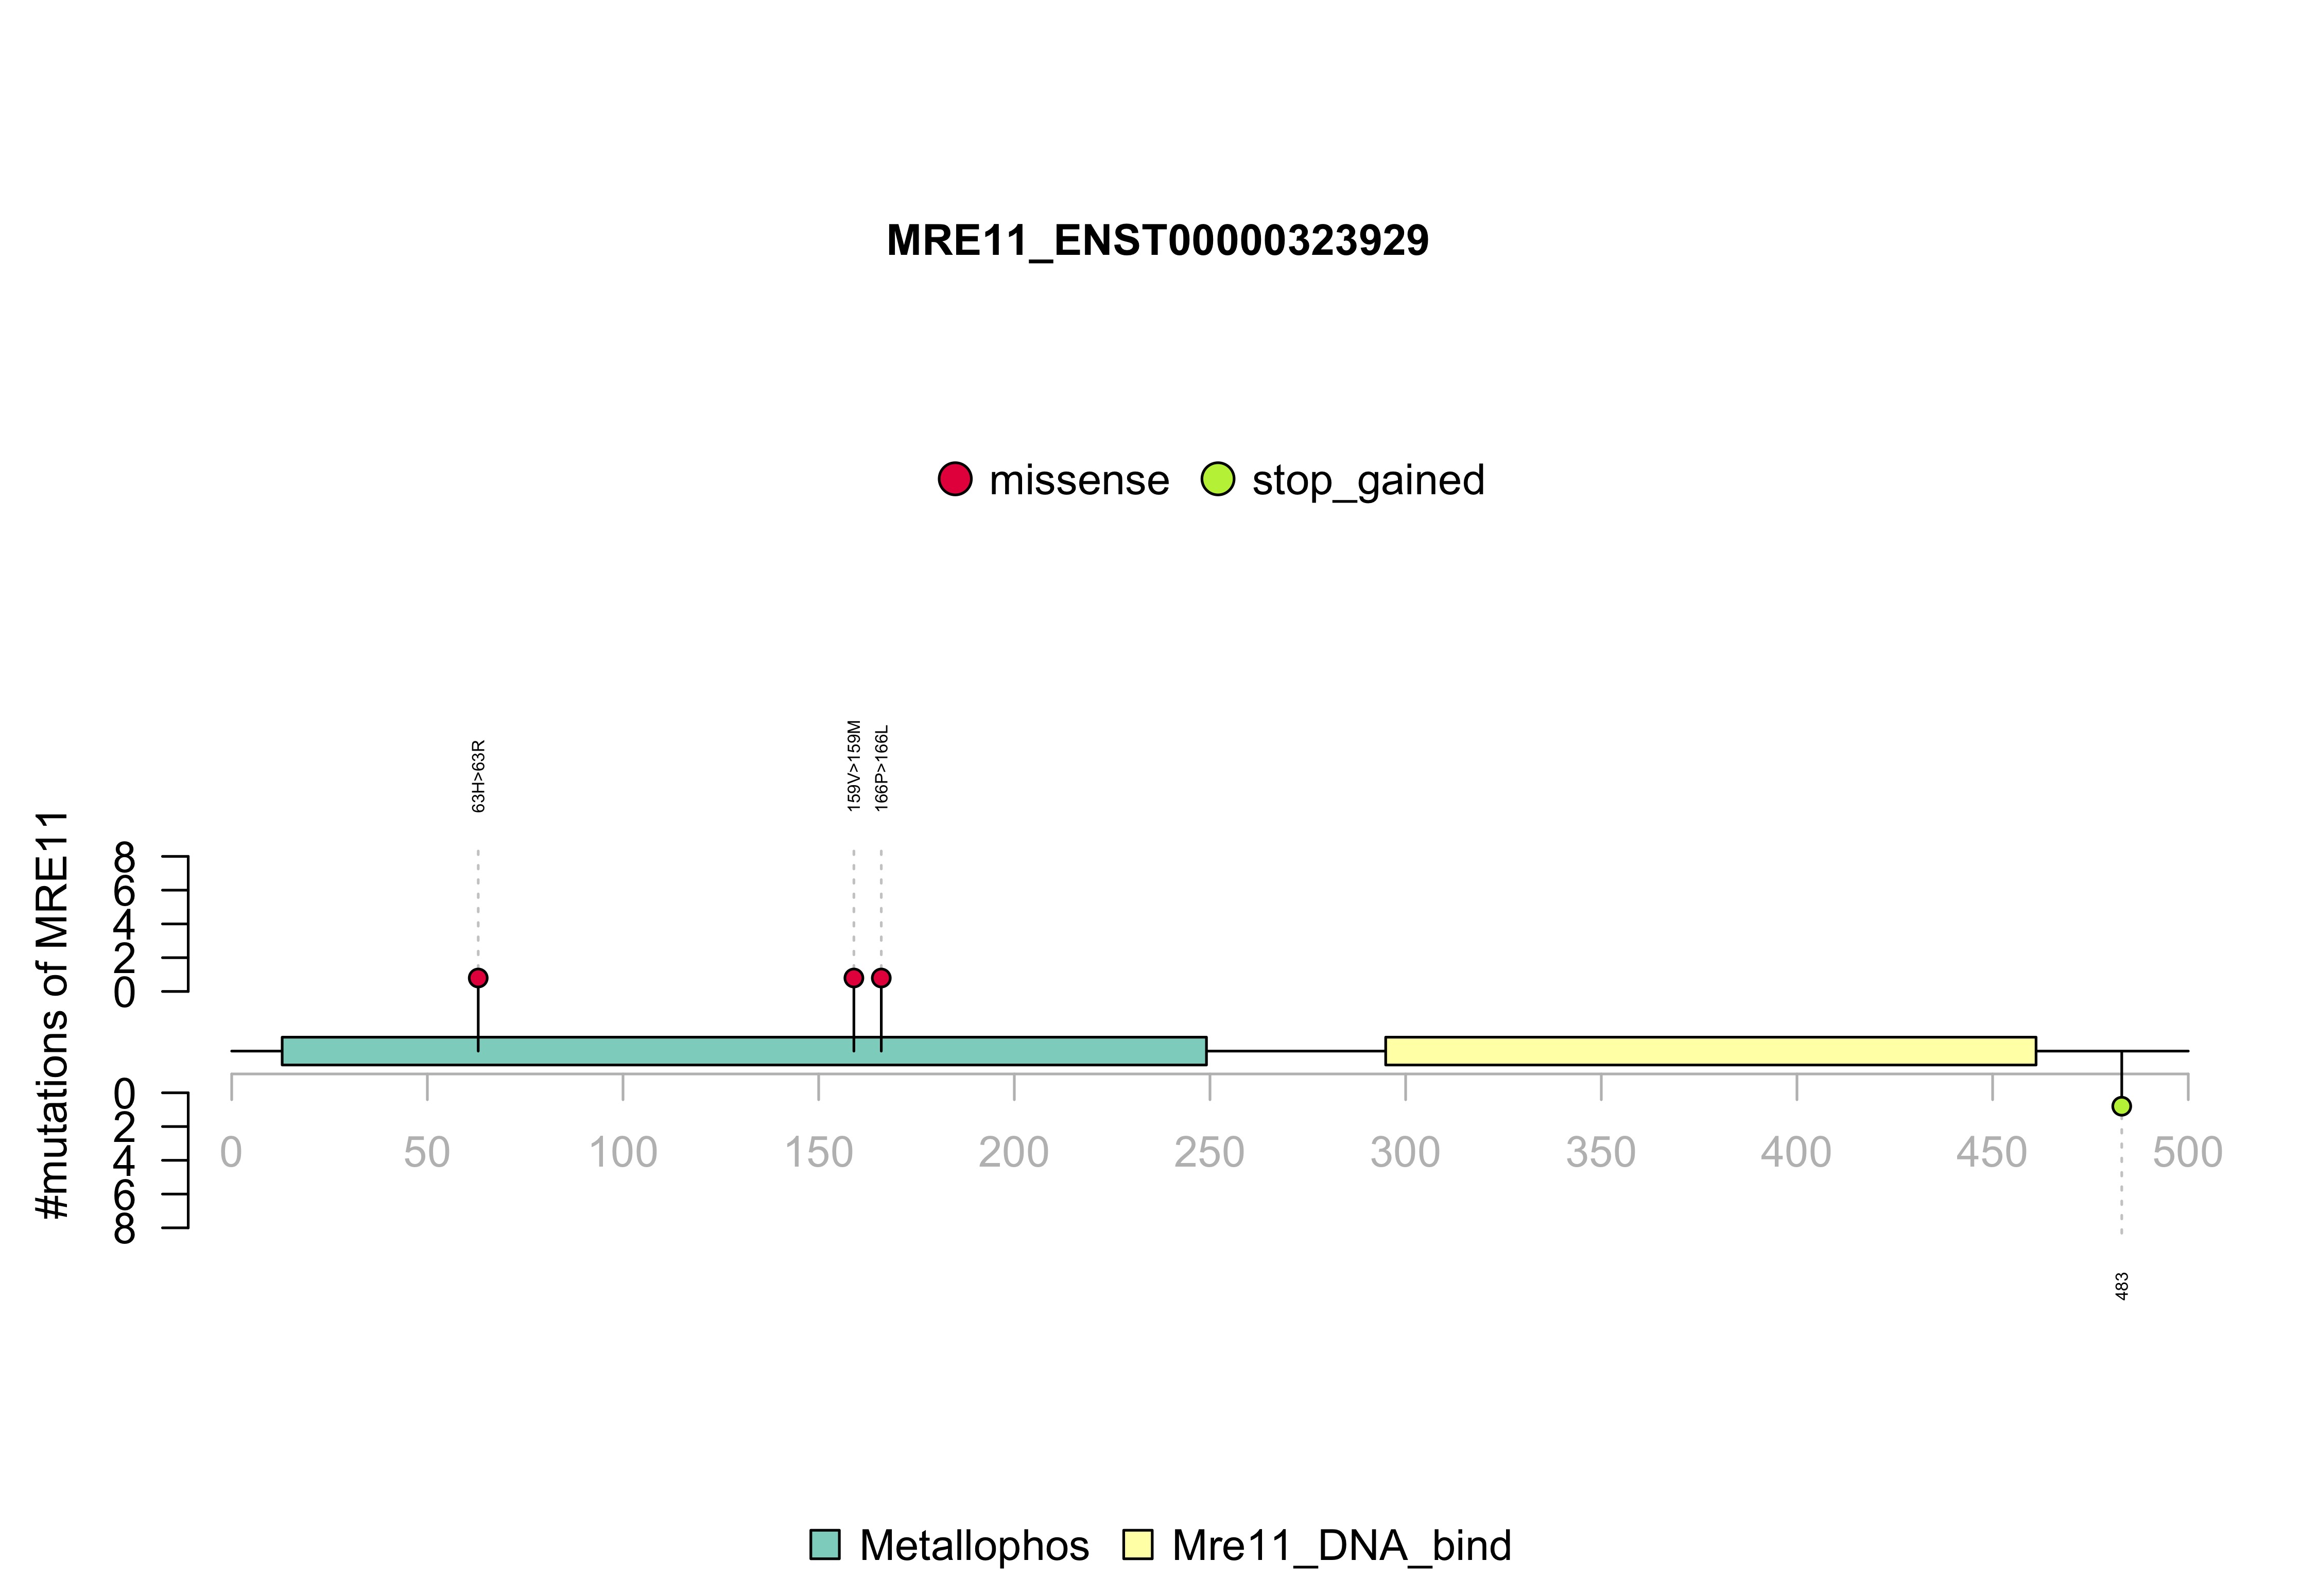 MRE11_ENST00000323929
missense stop_gained
63H>63R 159V>159M 166P>166L
#mutations of MRE11
8
6
4
2
0
0
2
4
6
8
0 50 100 150 200 250 300 350 400 450 500
483
Metallophos Mre11_DNA_bind